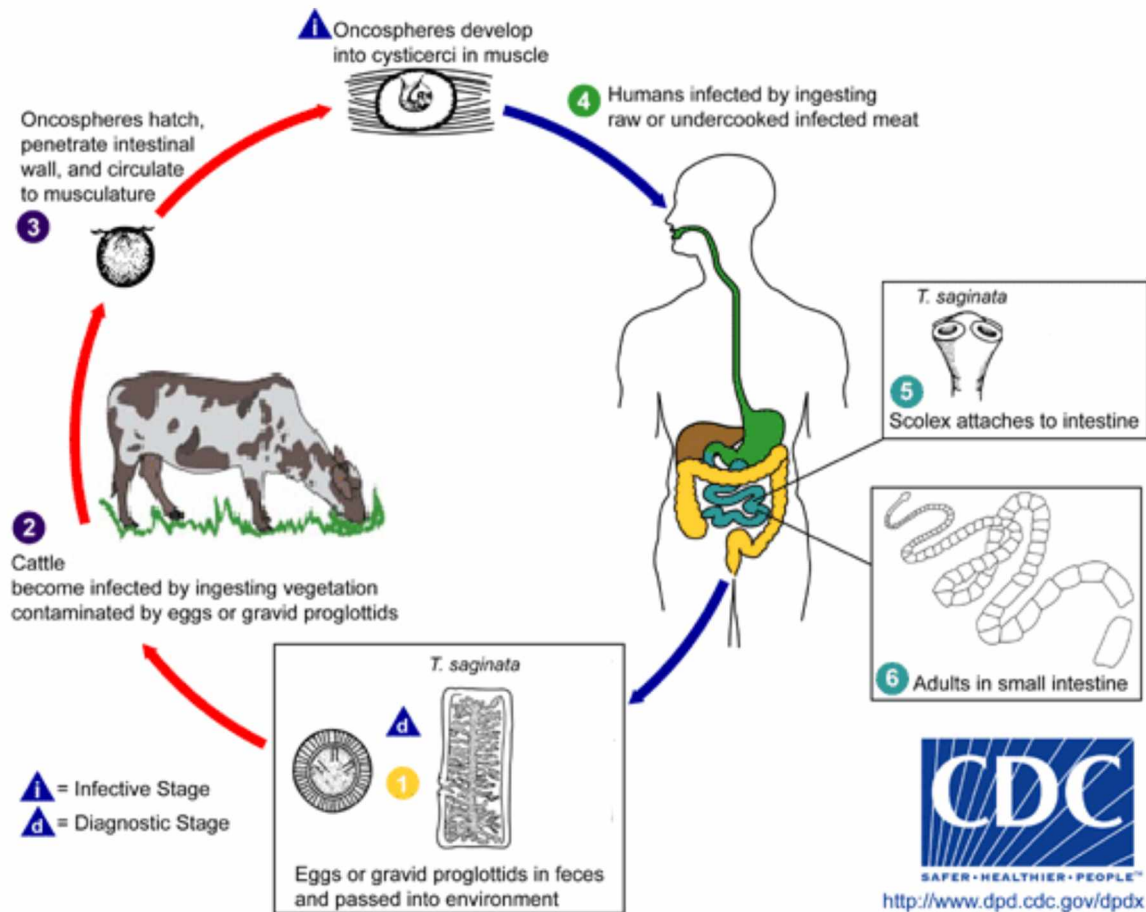 i Oncospheres develop
into cysticerci in muscle
4 Humans infected by ingesting
raw or undercooked infected meat
Oncospheres hatch,
penetrate intestinal
wall, and circulate
to musculature
3
T. saginata
5
Scolex attaches to intestine
2
Cattle
become infected by ingesting vegetation
contaminated by eggs or gravid proglottids
6 Adults in small intestine
T. saginata
d
1
Eggs or gravid proglottids in feces
and passed into environment
i = Infective Stage
d = Diagnostic Stage
CDC
SAFER•HEALTHIER•PEOPLE™
http://www.dpd.cdc.gov/dpdx